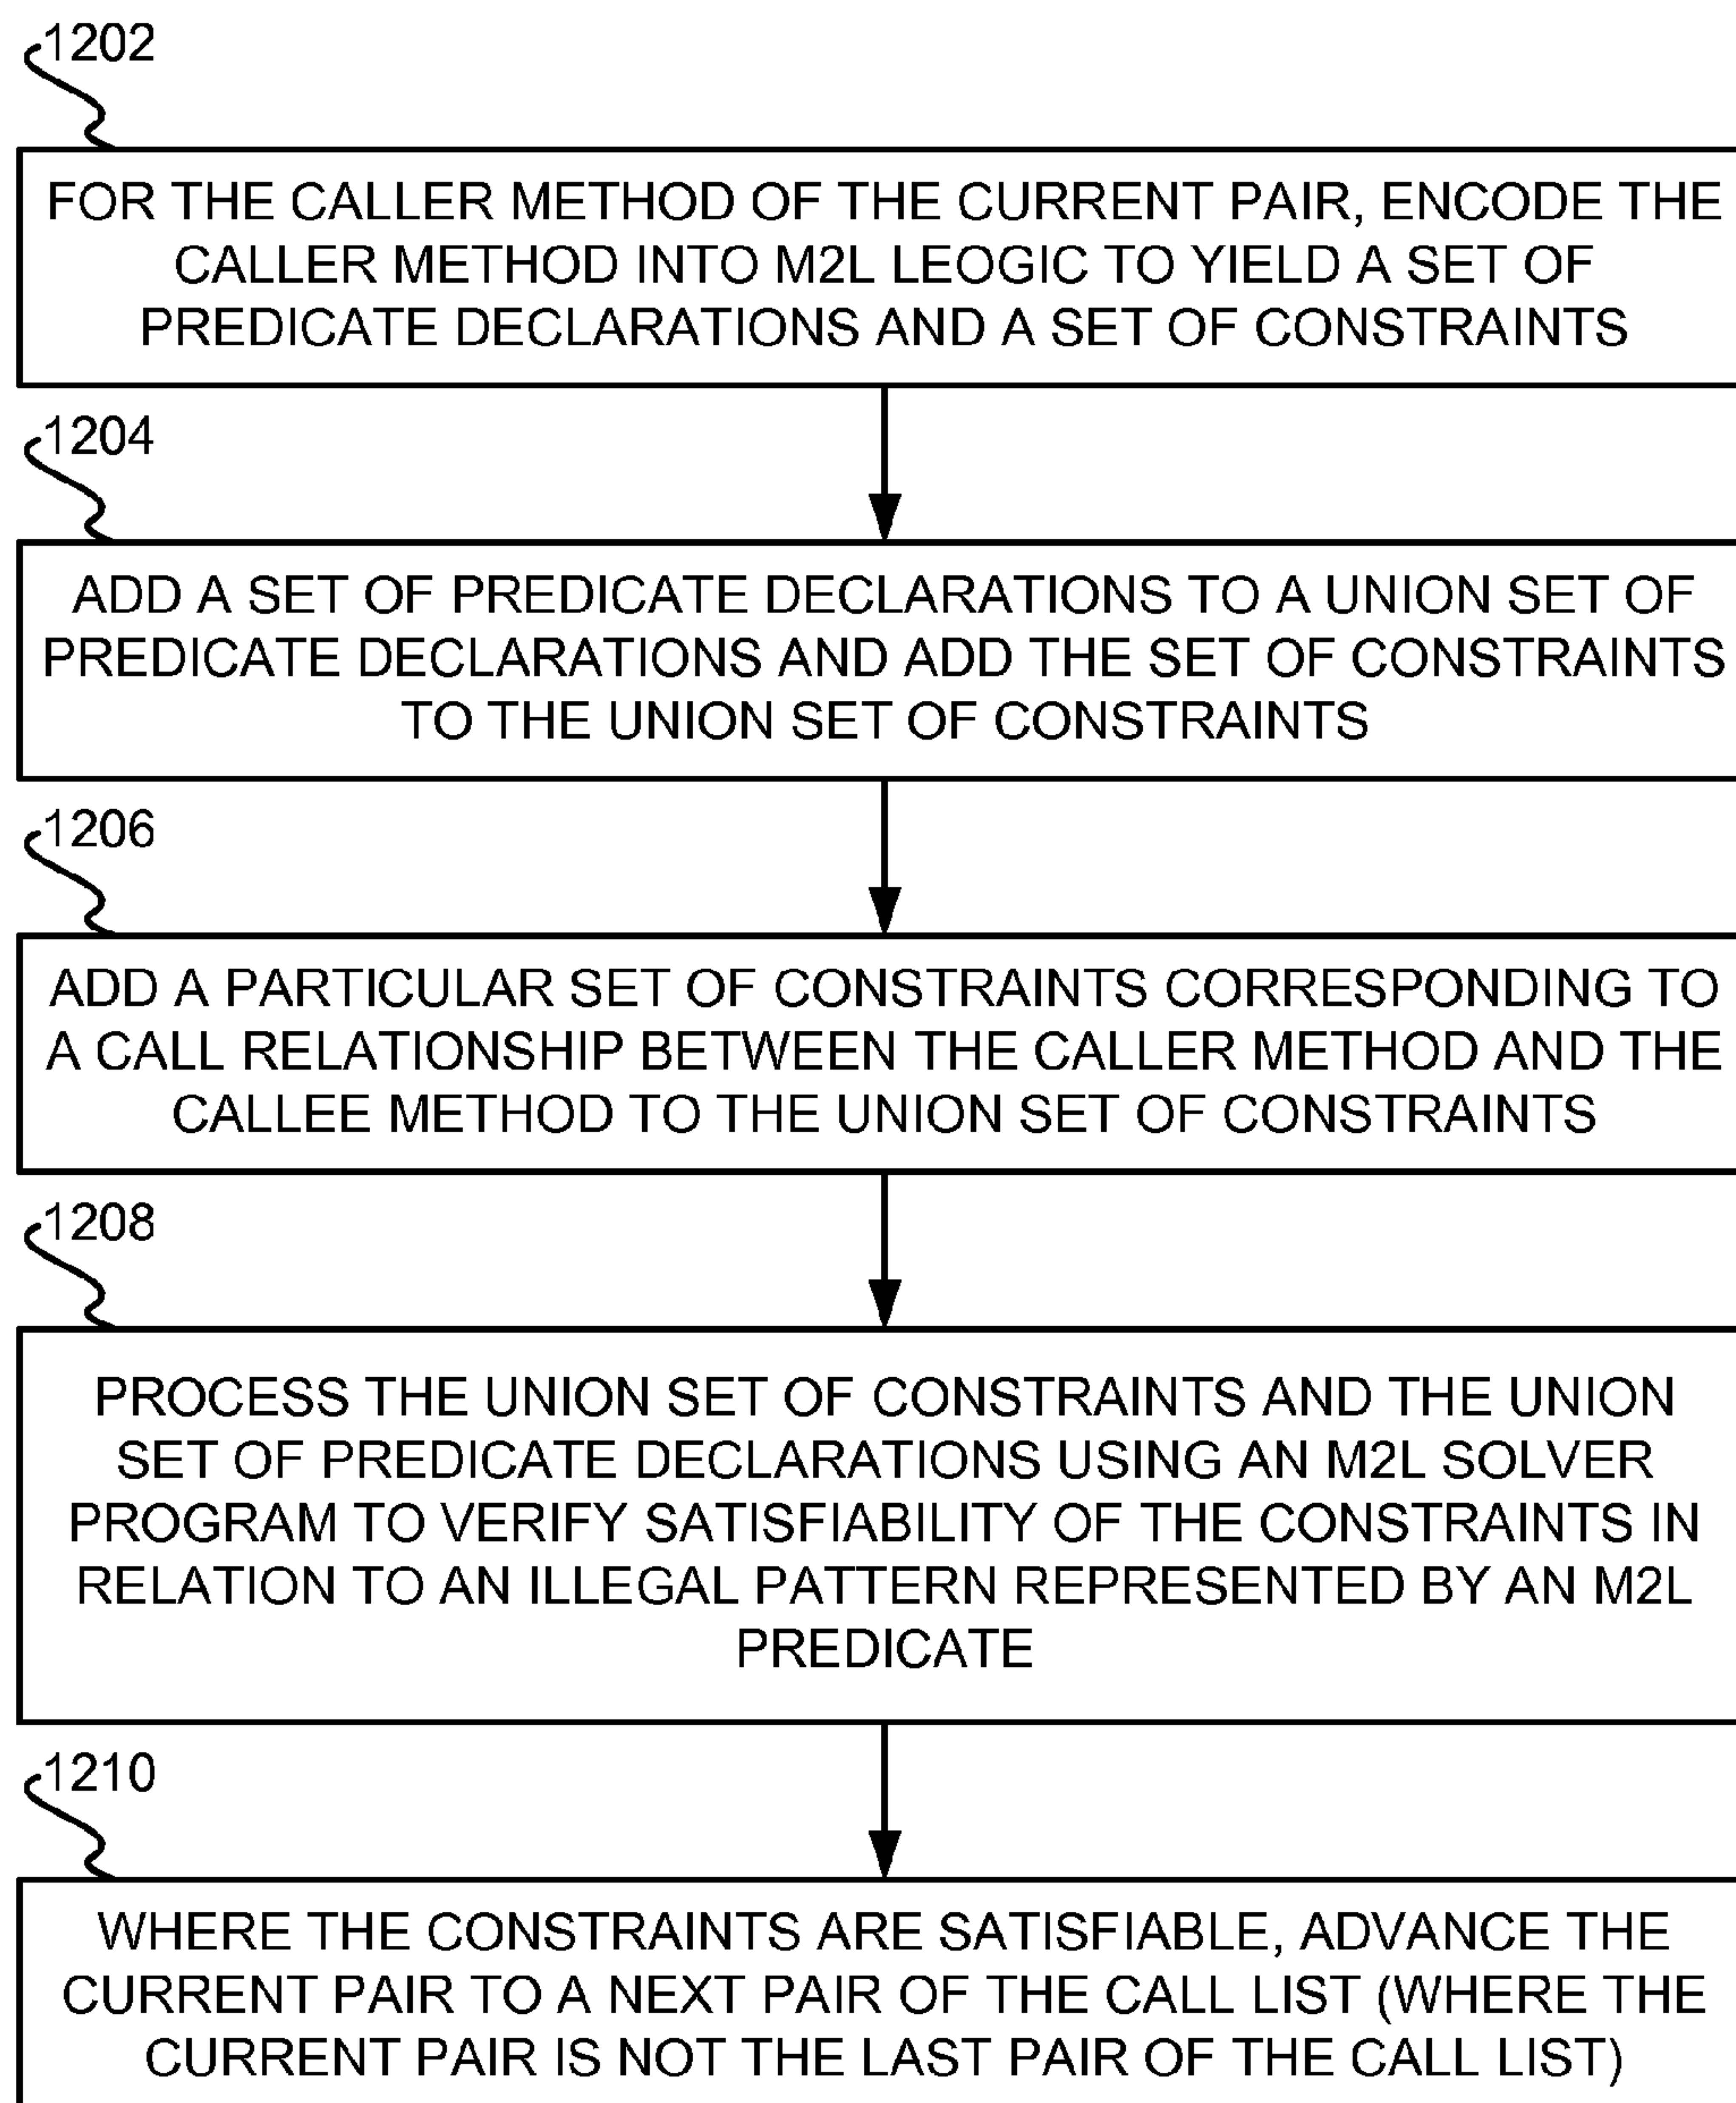 1202
FOR THE CALLER METHOD OF THE CURRENT PAIR, ENCODE THE
CALLER METHOD INTO M2L LEOGIC TO YIELD A SET OF
PREDICATE DECLARATIONS AND A SET OF CONSTRAINTS
1204
ADD A SET OF PREDICATE DECLARATIONS TO A UNION SET OF
PREDICATE DECLARATIONS AND ADD THE SET OF CONSTRAINTS
TO THE UNION SET OF CONSTRAINTS
1206
ADD A PARTICULAR SET OF CONSTRAINTS CORRESPONDING TO
A CALL RELATIONSHIP BETWEEN THE CALLER METHOD AND THE
CALLEE METHOD TO THE UNION SET OF CONSTRAINTS
1208
PROCESS THE UNION SET OF CONSTRAINTS AND THE UNION
SET OF PREDICATE DECLARATIONS USING AN M2L SOLVER
PROGRAM TO VERIFY SATISFIABILITY OF THE CONSTRAINTS IN
RELATION TO AN ILLEGAL PATTERN REPRESENTED BY AN M2L
PREDICATE
1210
WHERE THE CONSTRAINTS ARE SATISFIABLE, ADVANCE THE
CURRENT PAIR TO A NEXT PAIR OF THE CALL LIST (WHERE THE
CURRENT PAIR IS NOT THE LAST PAIR OF THE CALL LIST)